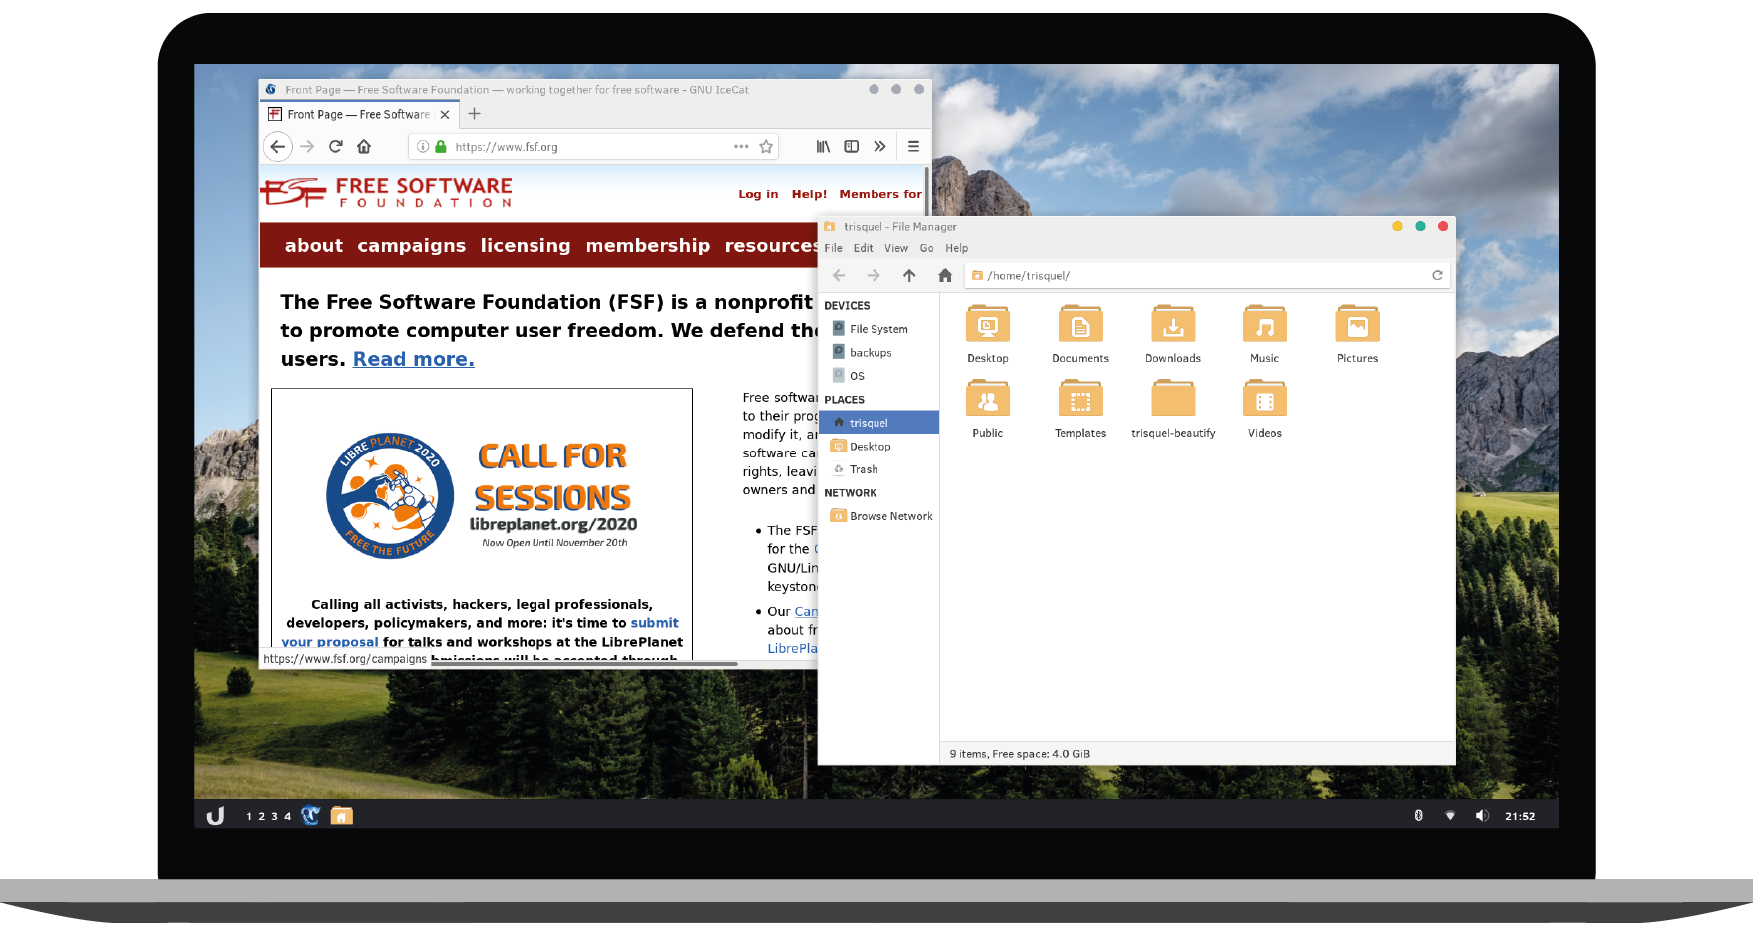 Front Page — Free Software Foundation — working together for free software - GNU IceCat
Front Page — Free Software
https://www.fsf.org
FREE SOFTWARE
FOUNDATION
Log in Help! Members for
about campaigns licensing membership resources
The Free Software Foundation (FSF) is a nonprofit
to promote computer user freedom. We defend the
users. Read more.
LIBRE PLANET 2020
FREE THE FUTURE
CALL FOR
SESSIONS
libreplanet.org/2020
Now Open Until November 20th
Calling all activists, hackers, legal professionals,
developers, policymakers, and more: it's time to submit
your proposal for talks and workshops at the LibrePlanet
will be accepted through
https://www.fsf.org/campaigns
Free softwa
to their prog
modify it, a
software ca
rights, leavi
owners and
• The FSF
for the
GNU/Lin
keyston
• Our Can
about fr
LibrePla
trisquel - File Manager
File Edit View Go Help
/home/trisquel/
DEVICES
File System
backups
OS
PLACES
trisquel
Desktop
Trash
NETWORK
Browse Network
Desktop Documents Downloads Music Pictures
Public Templates trisquel-beautify Videos
9 items, Free space: 4.0 GiB
1 2 3 4
21:52